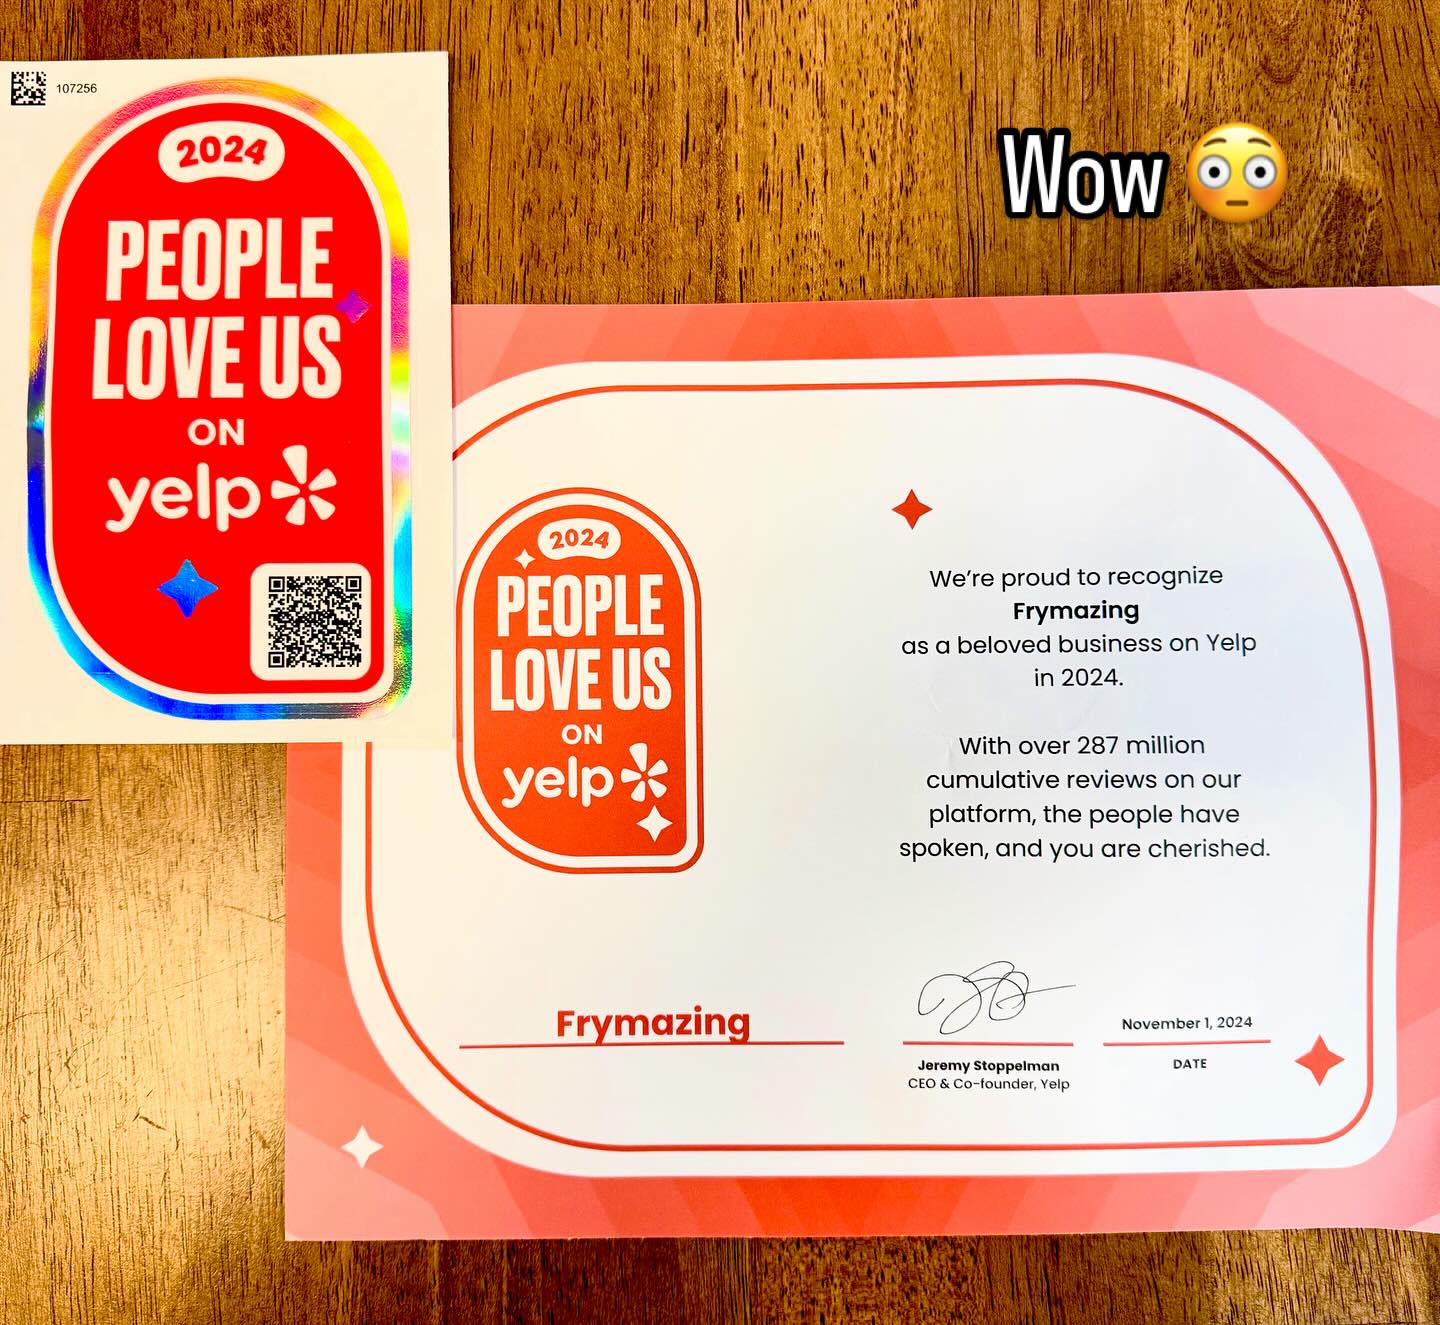 107256
2024
PEOPLE
LOVE US
ON
yelp
Wow 😳
2024
PEOPLE
LOVE US
ON
yelp
We’re proud to recognize
Frymazing
as a beloved business on Yelp
in 2024.
With over 287 million
cumulative reviews on our
platform, the people have
spoken, and you are cherished.
Frymazing
Jeremy Stoppelman
CEO & Co-founder, Yelp
November 1, 2024
DATE